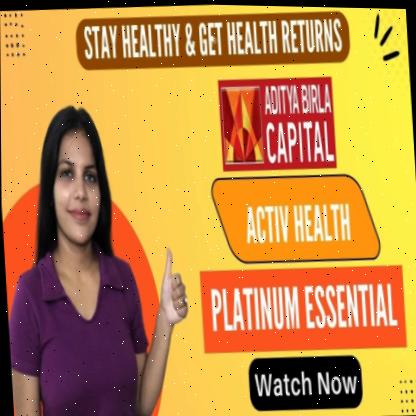 STAY HEALTHY & GET HEALTH RETURNS
ADITYA BIRLA
CAPITAL
ACTIV HEALTH
PLATINUM ESSENTIAL
Watch Now